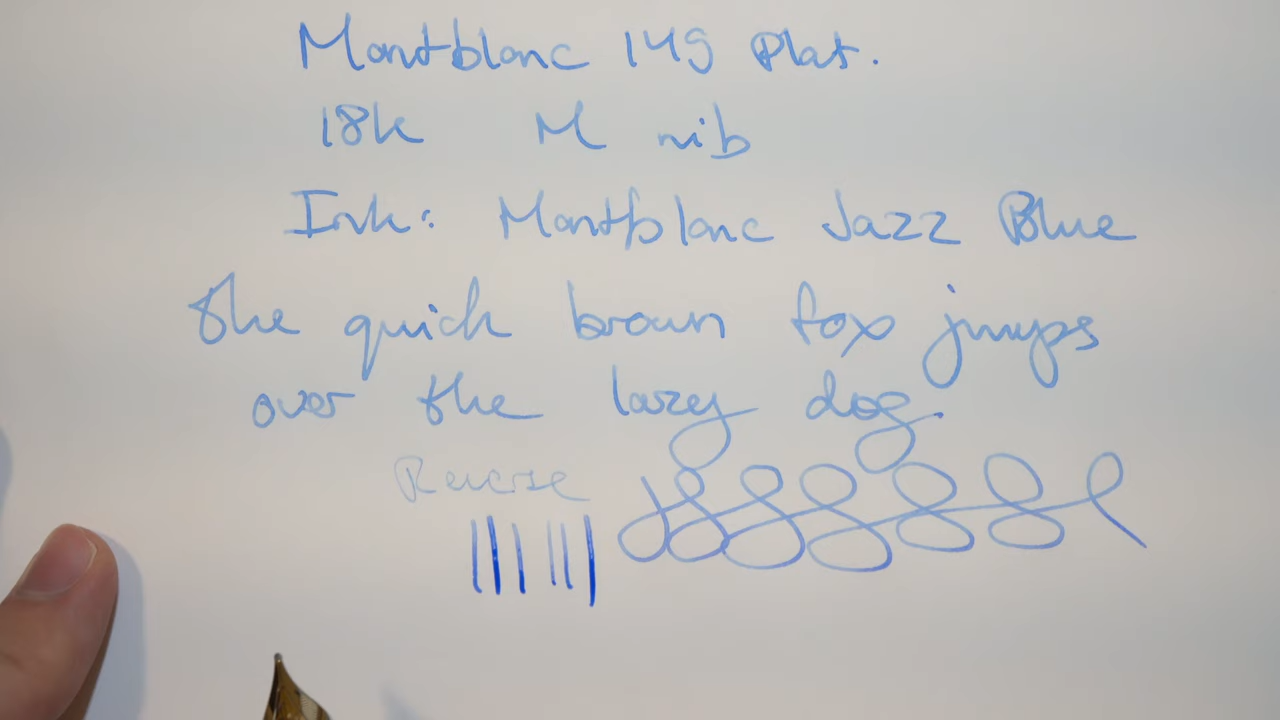 Montblanc 149 Plat.
18k M nib
Ink: Montblanc Jazz Blue
The quick brown fox jumps
over the lazy dog.
Reverse